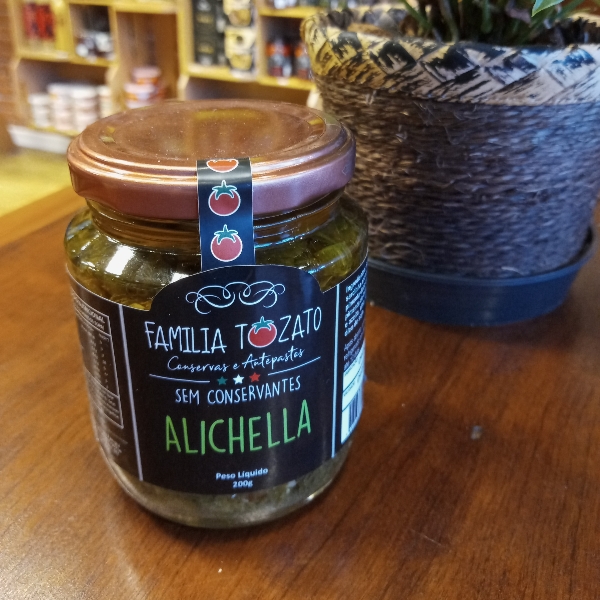 FAMILIA TOZATO
Conservas e Antepastos
SEM CONSERVANTES
ALICHELLA
Peso Líquido
200g